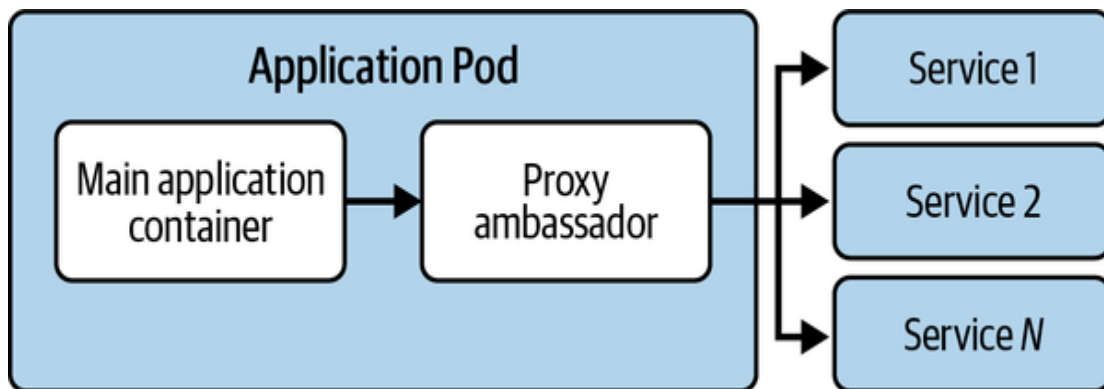 Application Pod
Main application
container
Proxy
ambassador
Service 1
Service 2
Service N